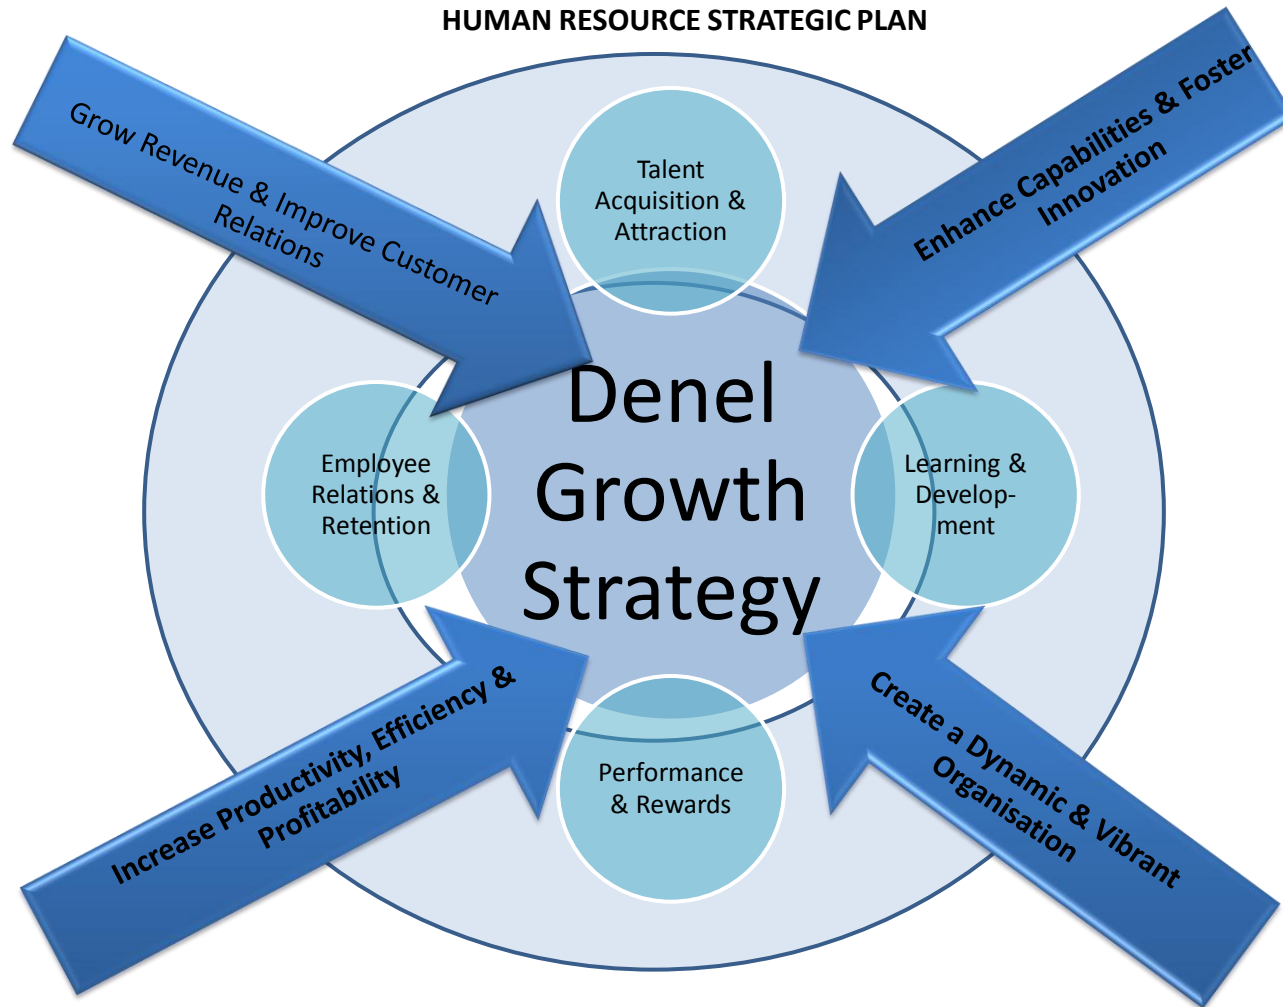 HUMAN RESOURCE STRATEGIC PLAN
Grow Revenue & Improve Customer
Relations
Talent
Acquisition &
Attraction
Enhance Capabilities & Foster
Innovation
Denel
Growth
Strategy
Employee
Relations &
Retention
Learning &
Develop-
ment
Increase Productivity, Efficiency &
Profitability
Performance
& Rewards
Create a Dynamic & Vibrant
Organisation